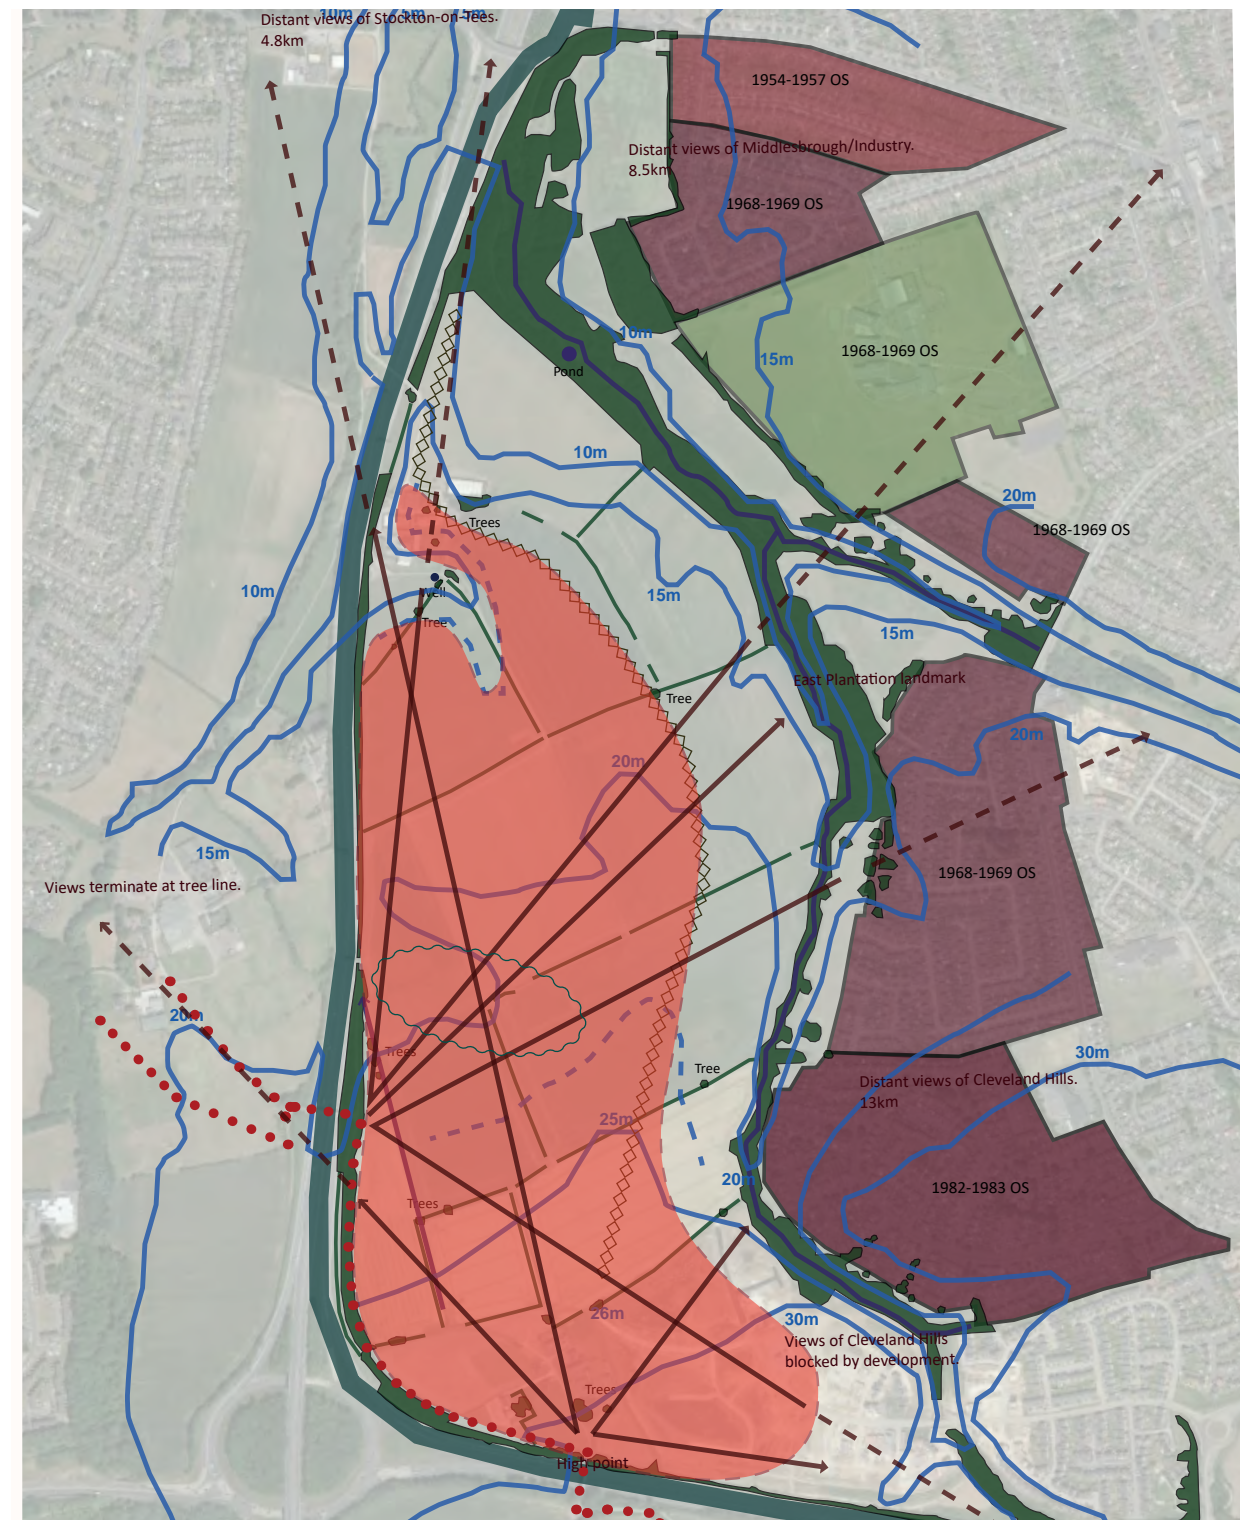 10m
5m
5m
Distant views of Stockton-on-Tees.
4.8km
1954-1957 OS
Distant views of Middlesbrough/Industry.
8.5km
1968-1969 OS
10m
15m
1968-1969 OS
Pond
10m
20m
Trees
1968-1969 OS
Well
10m
15m
Tree
15m
East Plantation landmark
Tree
20m
20m
15m
1968-1969 OS
Views terminate at tree line.
20m
Trees
30m
Tree
Distant views of Cleveland Hills.
13km
25m
20m
1982-1983 OS
Trees
26m
30m
Views of Cleveland Hills
blocked by development.
Trees
High point